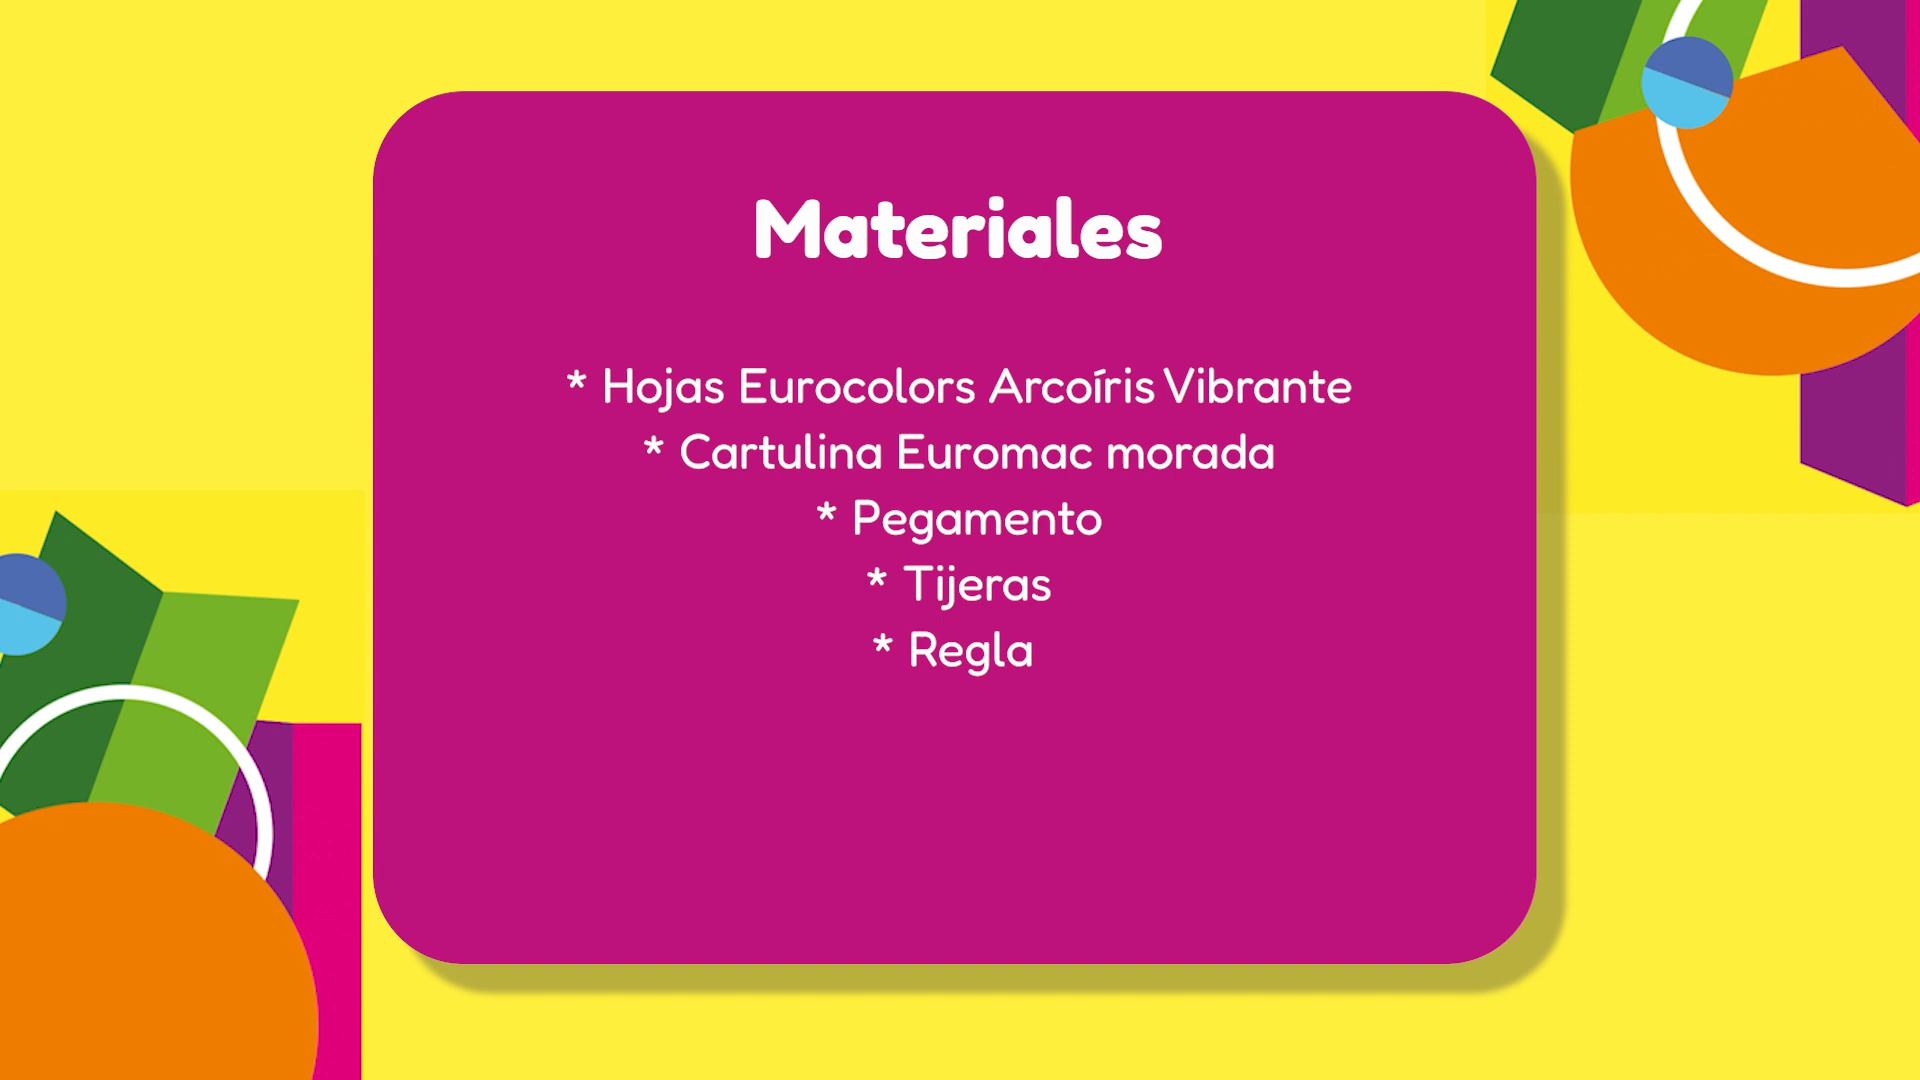 Materiales
* Hojas Eurocolors Arcoíris Vibrante
* Cartulina Euromac morada
* Pegamento
* Tijeras
* Regla